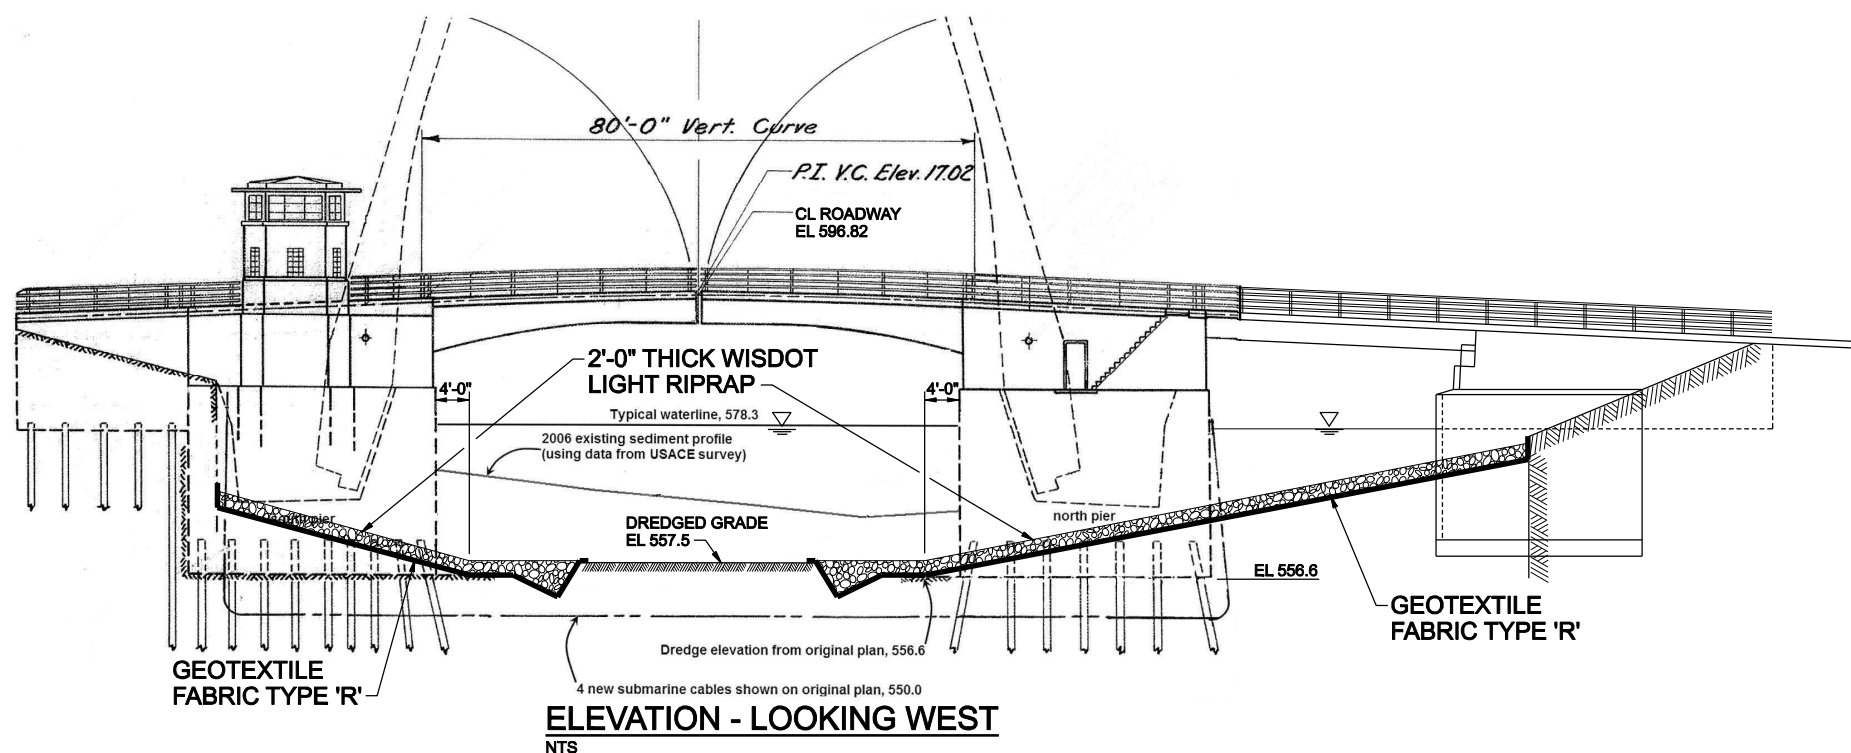 80'-0" Vert. Curve
P.I. V.C. Elev. 17.02
CL ROADWAY
EL 596.82
2'-0" THICK WISDOT
LIGHT RIPRAP
4'-0"
4'-0"
Typical waterline, 578.3
2006 existing sediment profile
(using data from USACE survey)
DREDGED GRADE
EL 557.5
pier
north pier
EL 556.6
GEOTEXTILE
FABRIC TYPE 'R'
Dredge elevation from original plan, 556.6
GEOTEXTILE
FABRIC TYPE 'R'
4 new submarine cables shown on original plan, 550.0
ELEVATION - LOOKING WEST
NTS